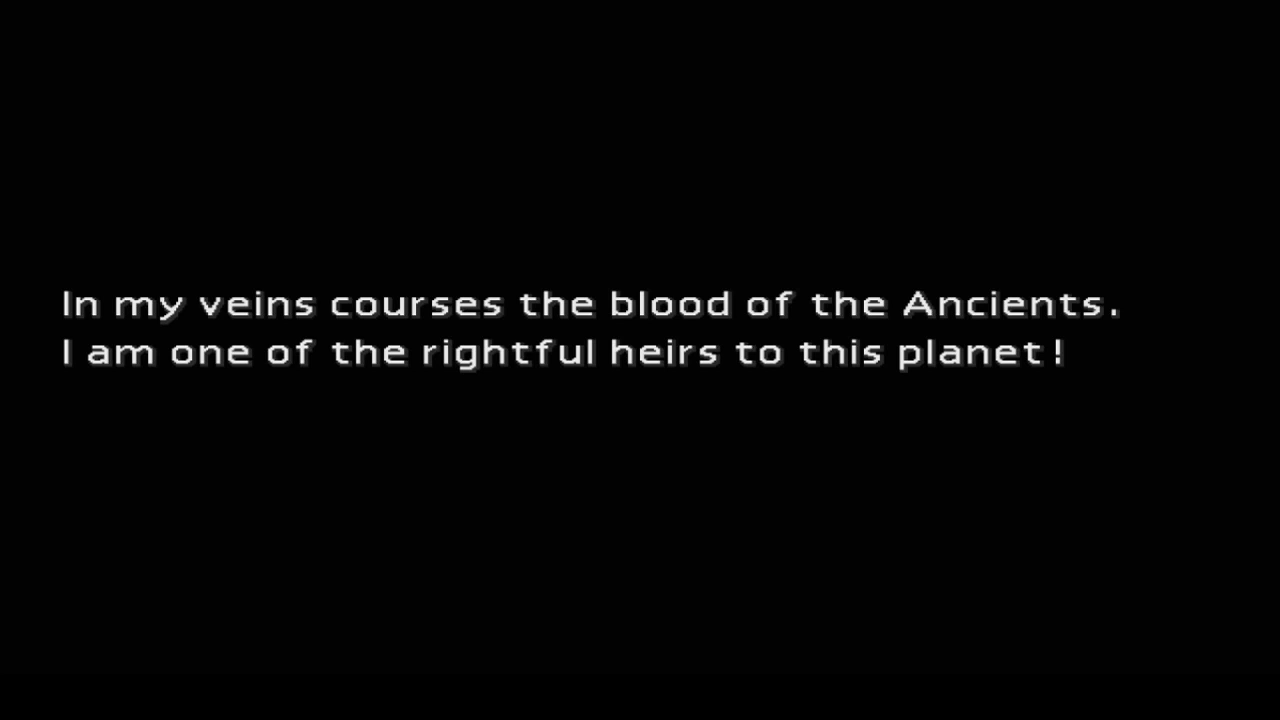 In my veins courses the blood of the Ancients.
I am one of the rightful heirs to this planet!